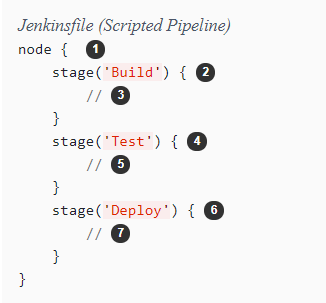 Jenkinsfile (Scripted Pipeline)
node {  1
    stage('Build') { 2
        // 3
    }
    stage('Test') { 4
        // 5
    }
    stage('Deploy') { 6
        // 7
    }
}